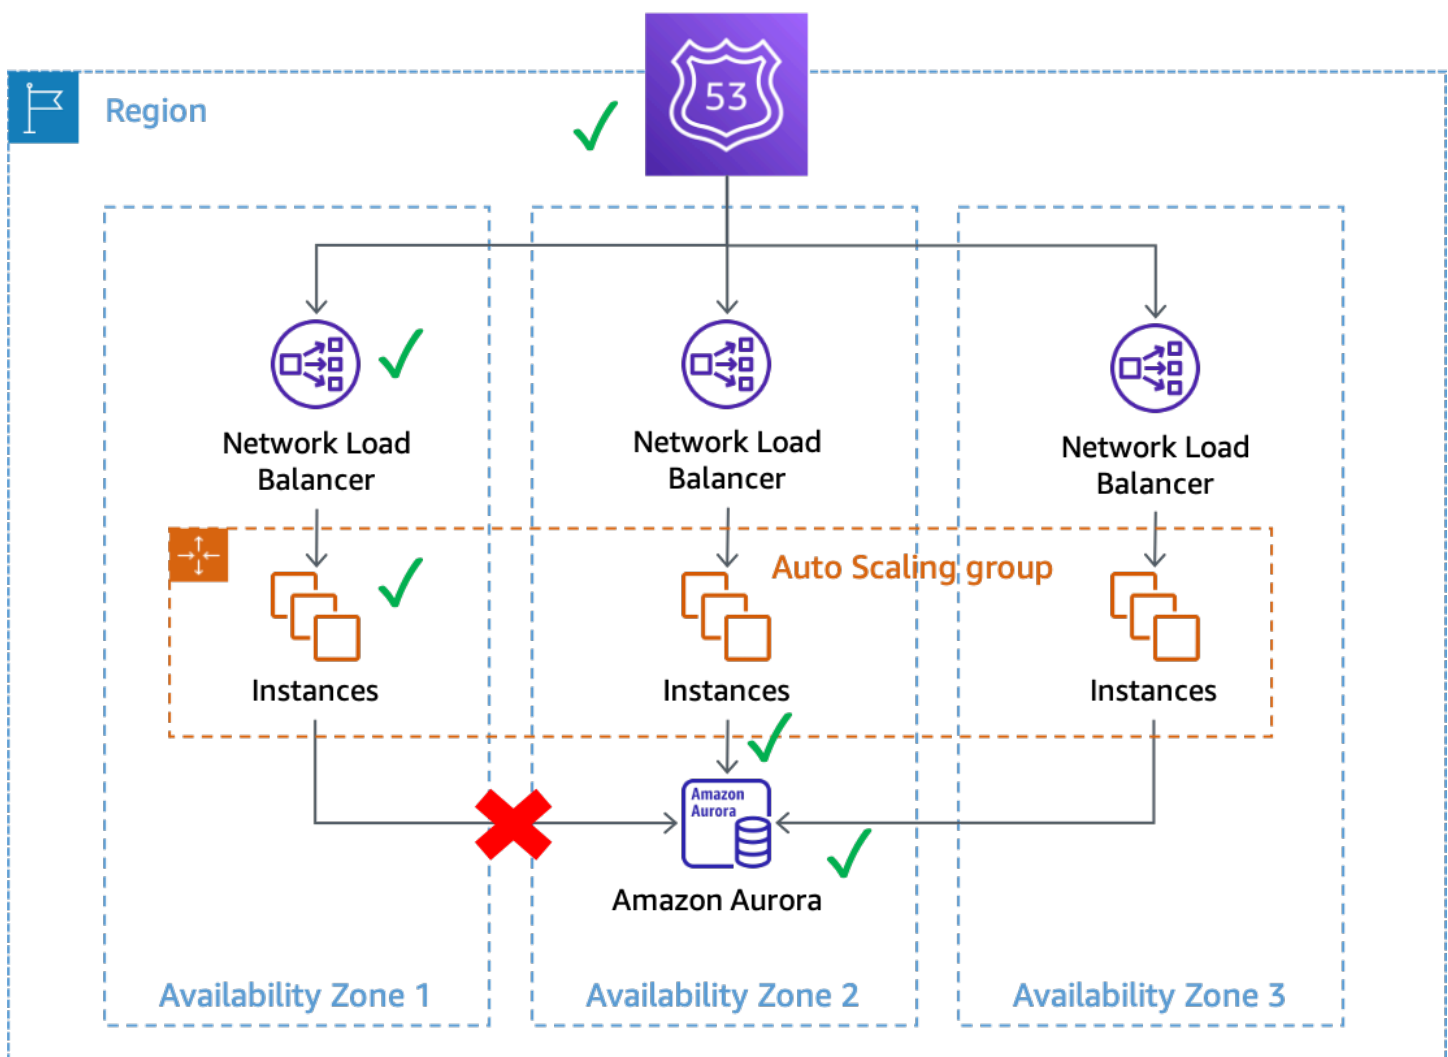 53
Region
Network Load
Balancer
Network Load
Balancer
Network Load
Balancer
Auto Scaling group
Instances
Instances
Instances
Amazon
Aurora
Amazon Aurora
Availability Zone 1
Availability Zone 2
Availability Zone 3